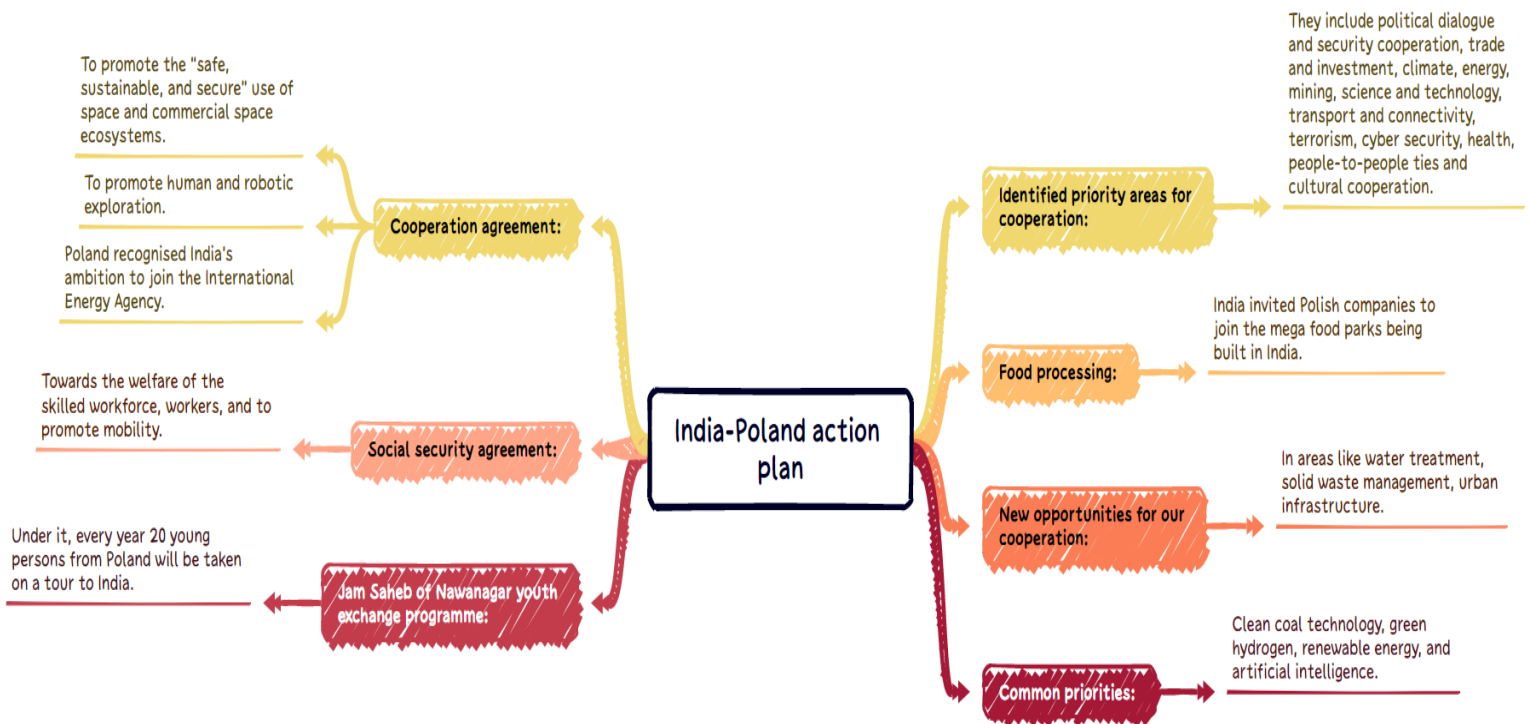 India-Poland action
plan
Cooperation agreement:
To promote the "safe,
sustainable, and secure" use of
space and commercial space
ecosystems.
To promote human and robotic
exploration.
Poland recognised India's
ambition to join the International
Energy Agency.
Social security agreement:
Towards the welfare of the
skilled workforce, workers, and to
promote mobility.
Jam Saheb of Nawanagar youth
exchange programme:
Under it, every year 20 young
persons from Poland will be taken
on a tour to India.
Identified priority areas for
cooperation:
They include political dialogue
and security cooperation, trade
and investment, climate, energy,
mining, science and technology,
transport and connectivity,
terrorism, cyber security, health,
people-to-people ties and
cultural cooperation.
Food processing:
India invited Polish companies to
join the mega food parks being
built in India.
New opportunities for our
cooperation:
In areas like water treatment,
solid waste management, urban
infrastructure.
Common priorities:
Clean coal technology, green
hydrogen, renewable energy, and
artificial intelligence.